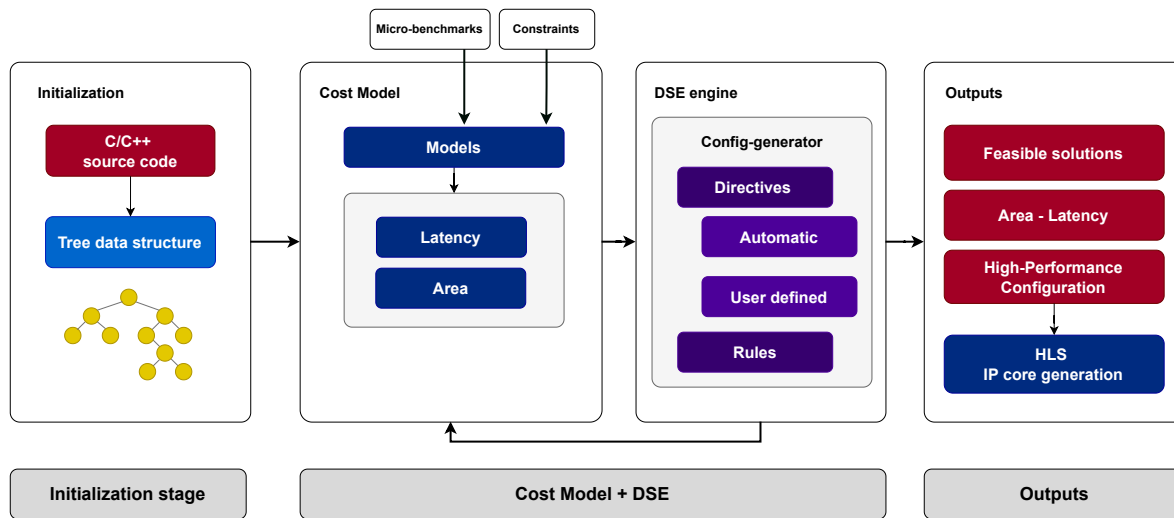 Micro-benchmarks
Constraints
Initialization
C/C++
source code
Tree data structure
Cost Model
Models
Latency
Area
DSE engine
Config-generator
Directives
Automatic
User defined
Rules
Outputs
Feasible solutions
Area - Latency
High-Performance
Configuration
HLS
IP core generation
Initialization stage
Cost Model + DSE
Outputs